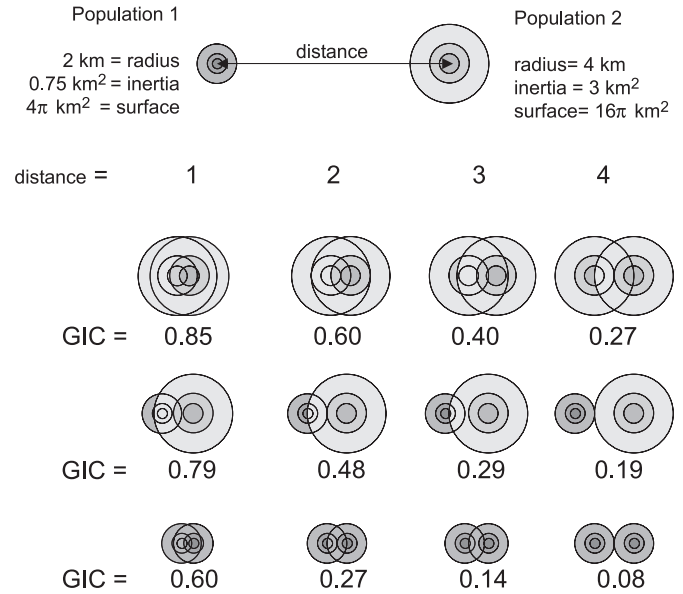 Population 1
2 km = radius
0.75 km² = inertia
4π km² = surface
distance
Population 2
radius= 4 km
inertia = 3 km²
surface= 16π km²
distance = 1 2 3 4
GIC = 0.85 0.60 0.40 0.27
GIC = 0.79 0.48 0.29 0.19
GIC = 0.60 0.27 0.14 0.08